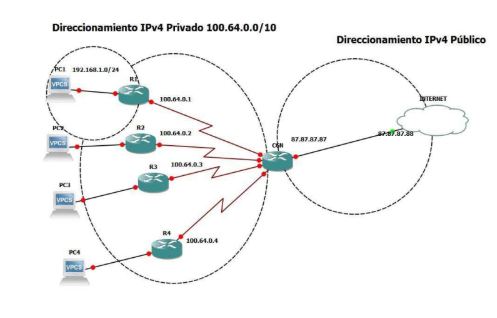 Direccionamiento IPv4 Privado 100.64.0.0/10
Direccionamiento IPv4 Público
PC1
192.168.1.0/24
R1
VPCS
100.64.0.1
INTERNET
PC2
R2
100.64.0.2
VPCS
CGN
87.87.87.87
87.87.87.88
R3
100.64.0.3
PC3
VPCS
R4
100.64.0.4
PC4
VPCS